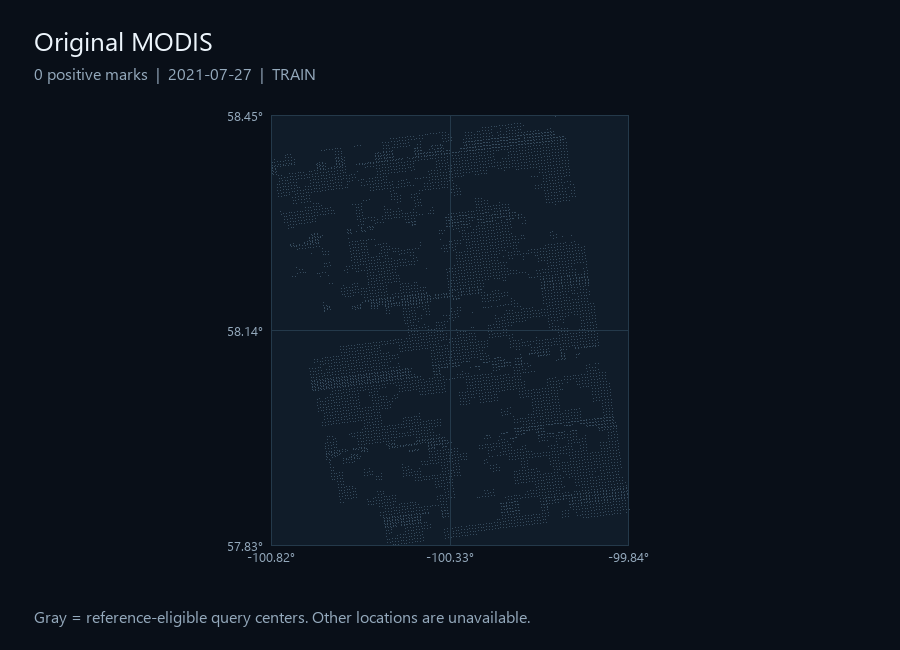 Original MODIS
0 positive marks | 2021-07-27 | TRAIN
58.45°
58.14°
57.83°
-100.82° -100.33° -99.84°
Gray = reference-eligible query centers. Other locations are unavailable.